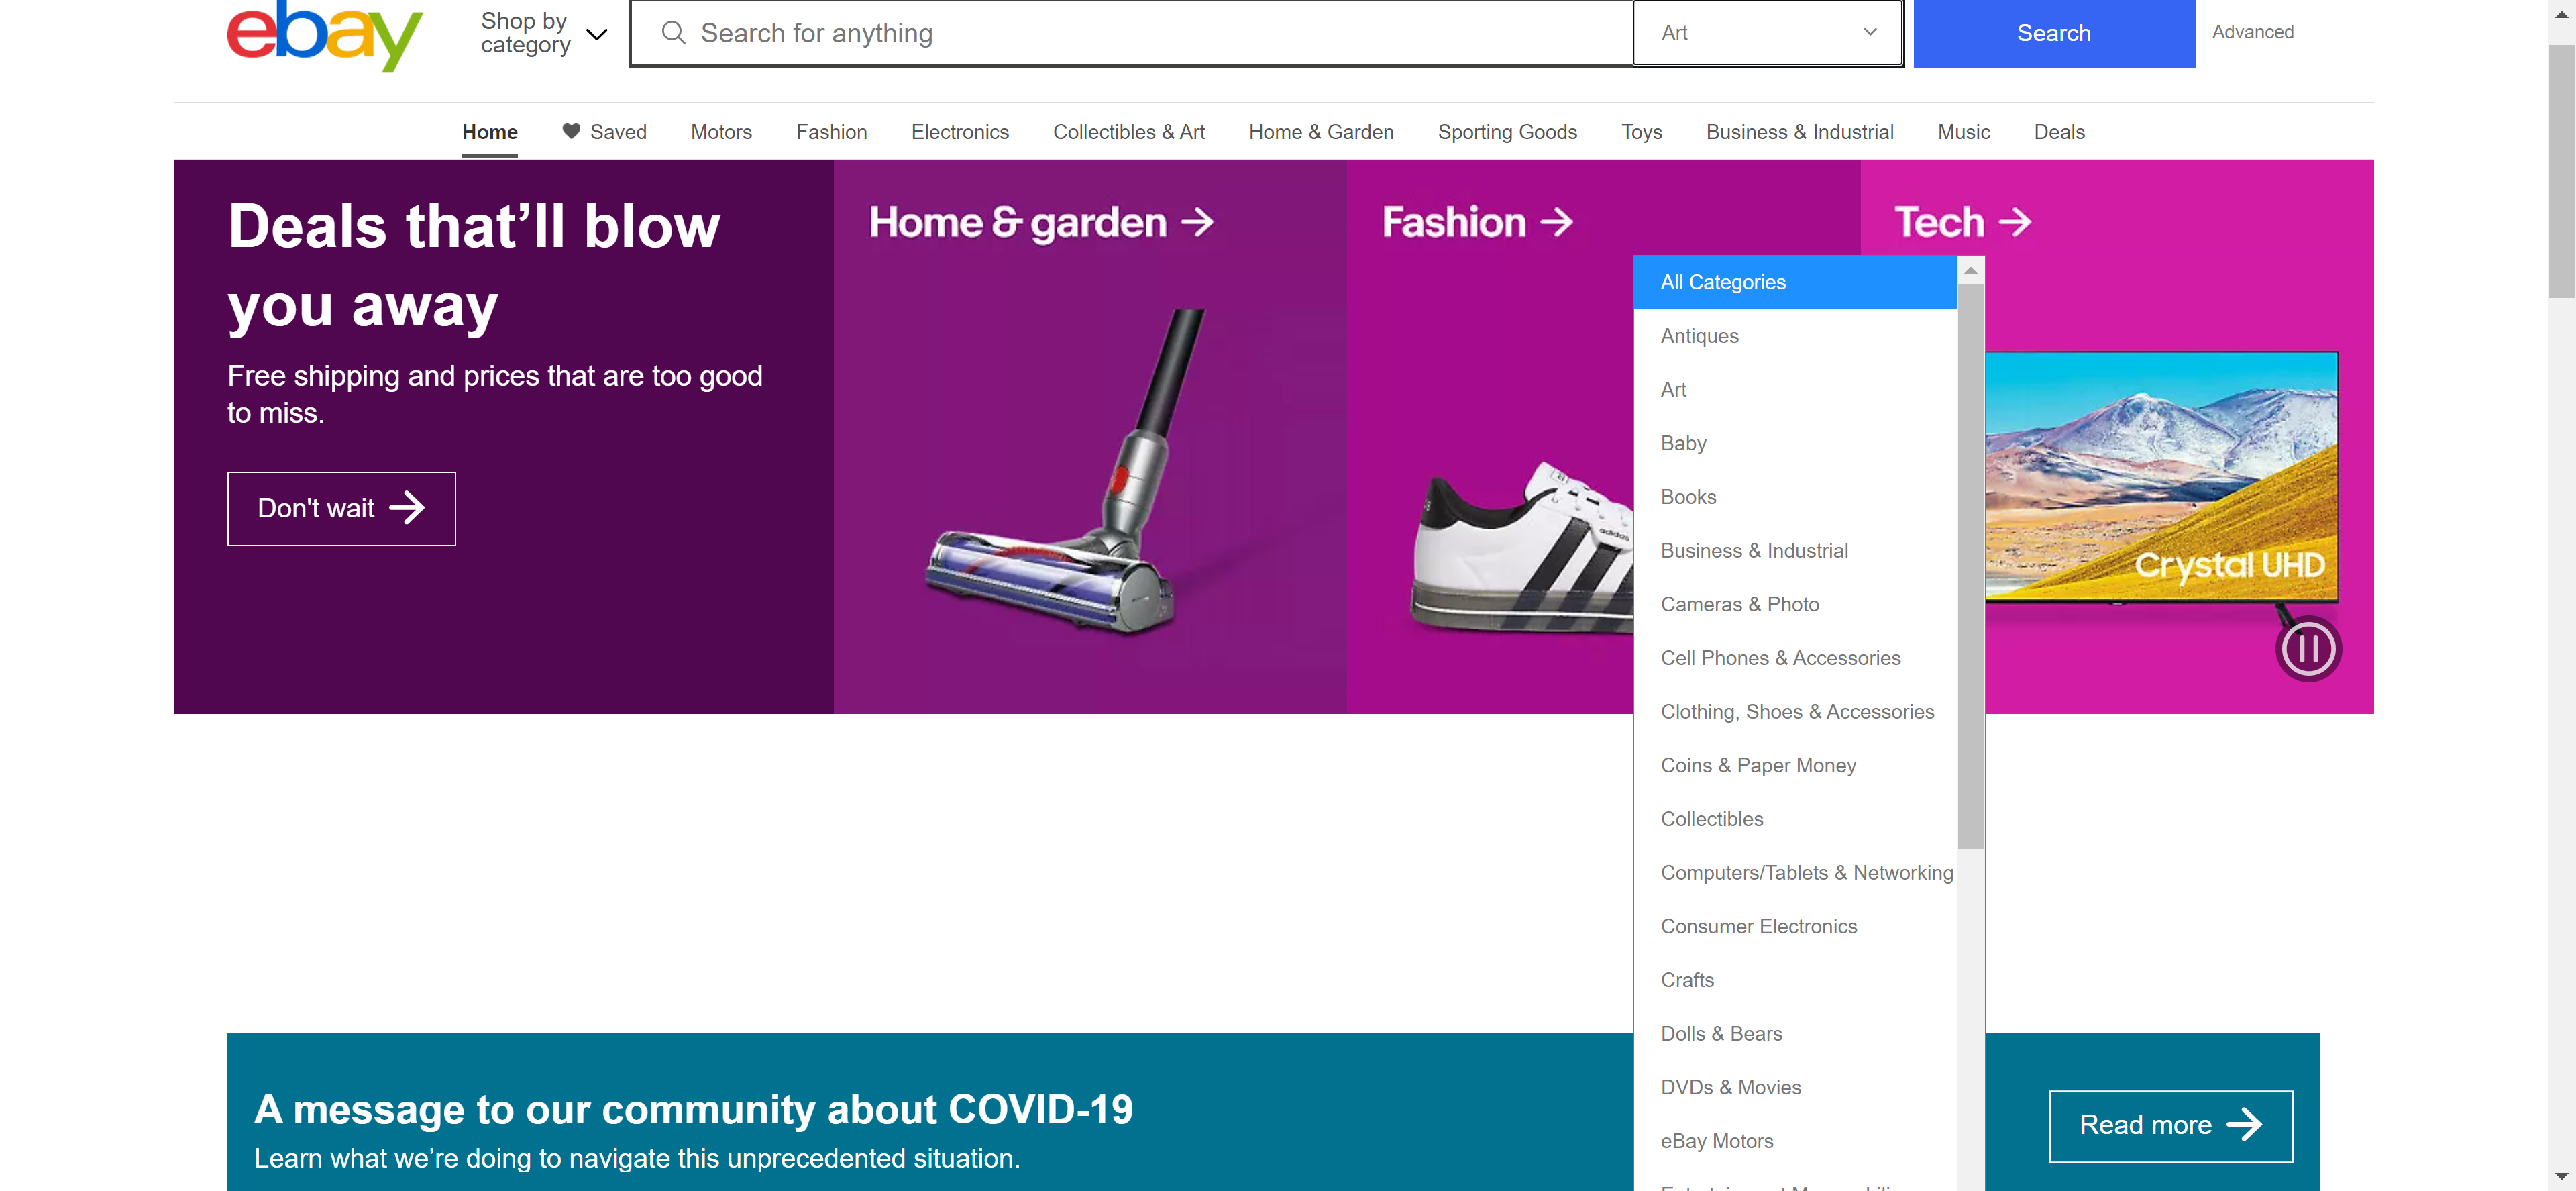 ebay
Shop by
category
Search for anything
Art
Search
Advanced
Home
Saved
Motors
Fashion
Electronics
Collectibles & Art
Home & Garden
Sporting Goods
Toys
Business & Industrial
Music
Deals
Deals that’ll blow
you away
Free shipping and prices that are too good
to miss.
Don't wait
Home & garden
Fashion
adidas
Tech
Crystal UHD
All Categories
Antiques
Art
Baby
Books
Business & Industrial
Cameras & Photo
Cell Phones & Accessories
Clothing, Shoes & Accessories
Coins & Paper Money
Collectibles
Computers/Tablets & Networking
Consumer Electronics
Crafts
Dolls & Bears
DVDs & Movies
eBay Motors
A message to our community about COVID-19
Learn what we’re doing to navigate this unprecedented situation.
Read more